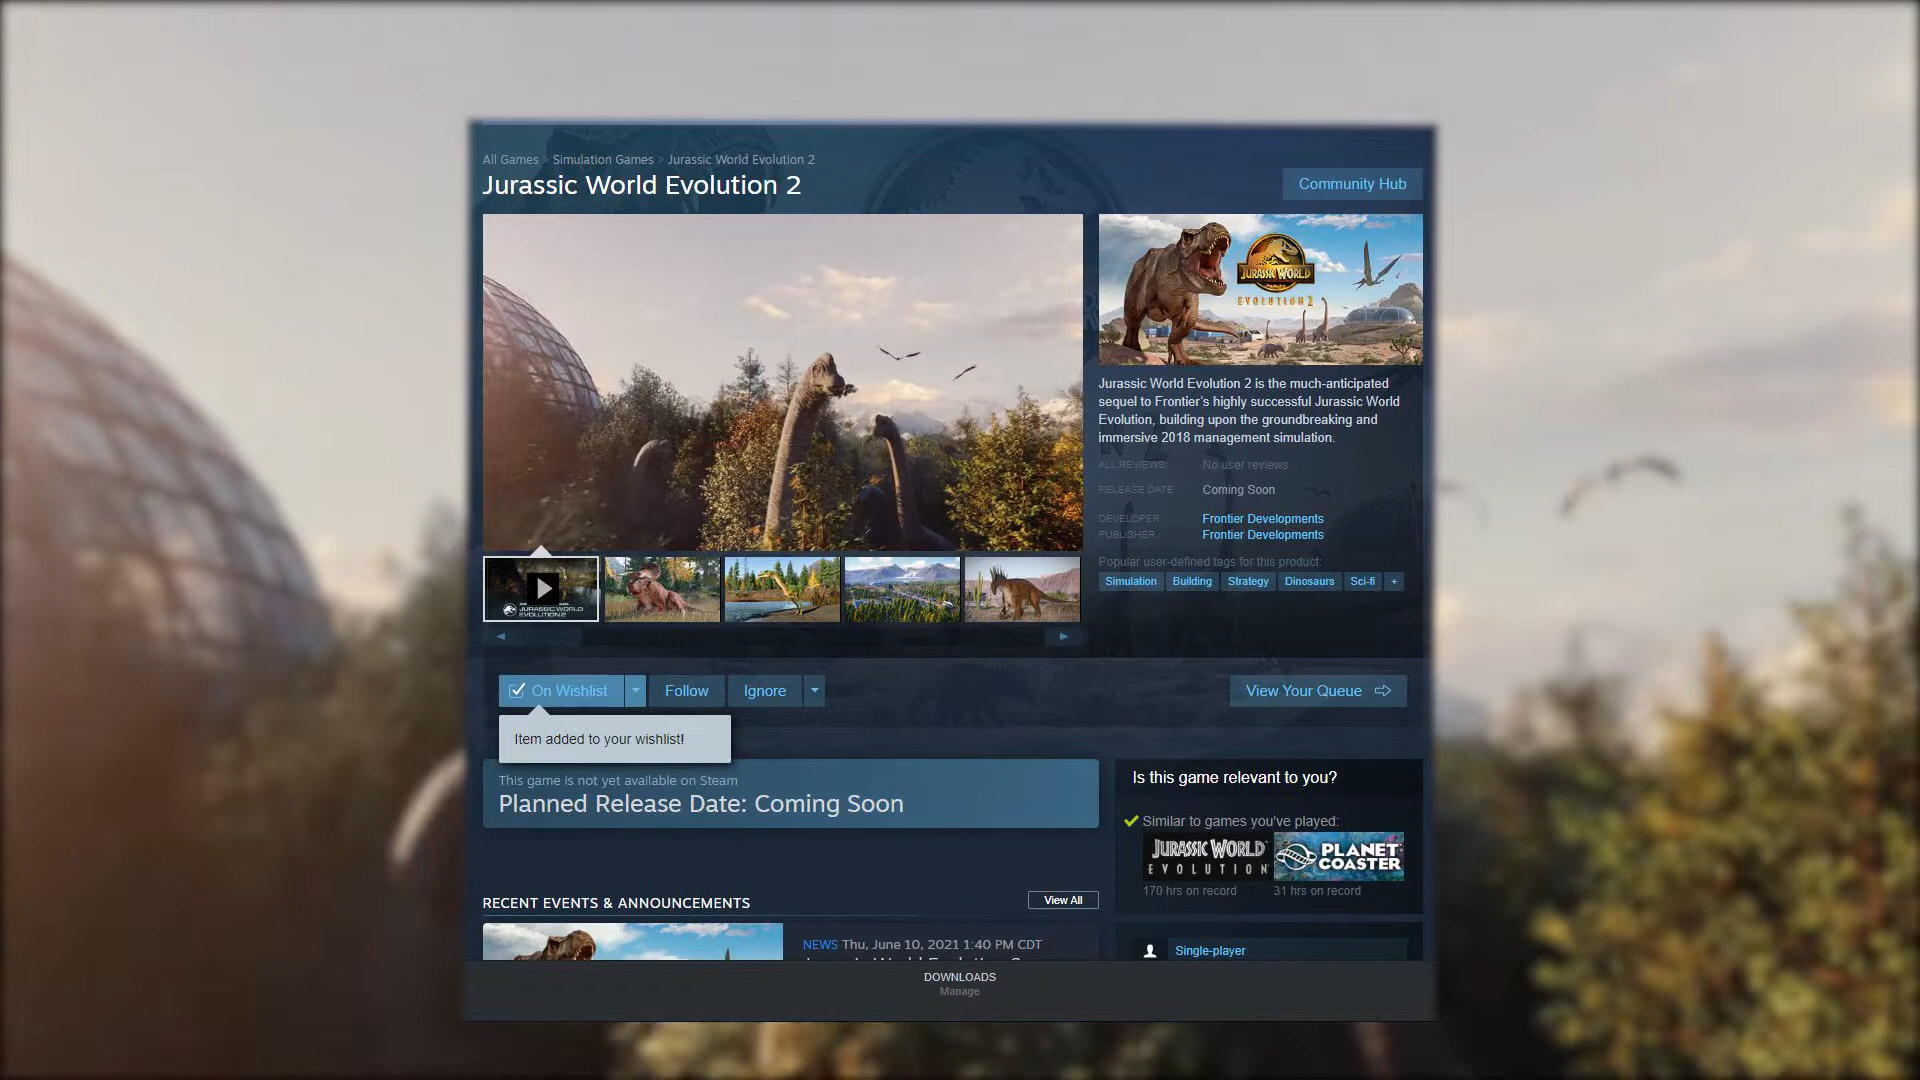 All Games > Simulation Games > Jurassic World Evolution 2
Jurassic World Evolution 2
Community Hub
JURASSIC WORLD
EVOLUTION 2
Jurassic World Evolution 2 is the much-anticipated
sequel to Frontier's highly successful Jurassic World
Evolution, building upon the groundbreaking and
immersive 2018 management simulation.
ALL REVIEWS: No user reviews
RELEASE DATE: Coming Soon
DEVELOPER: Frontier Developments
PUBLISHER: Frontier Developments
Popular user-defined tags for this product:
Simulation Building Strategy Dinosaurs Sci-fi +
JURASSIC WORLD
EVOLUTION 2
On Wishlist Follow Ignore
View Your Queue
Item added to your wishlist!
This game is not yet available on Steam
Planned Release Date: Coming Soon
Is this game relevant to you?
Similar to games you've played:
JURASSIC WORLD
EVOLUTION
PLANET
COASTER
170 hrs on record 31 hrs on record
RECENT EVENTS & ANNOUNCEMENTS
View All
NEWS Thu, June 10, 2021 1:40 PM CDT
Single-player
DOWNLOADS
Manage